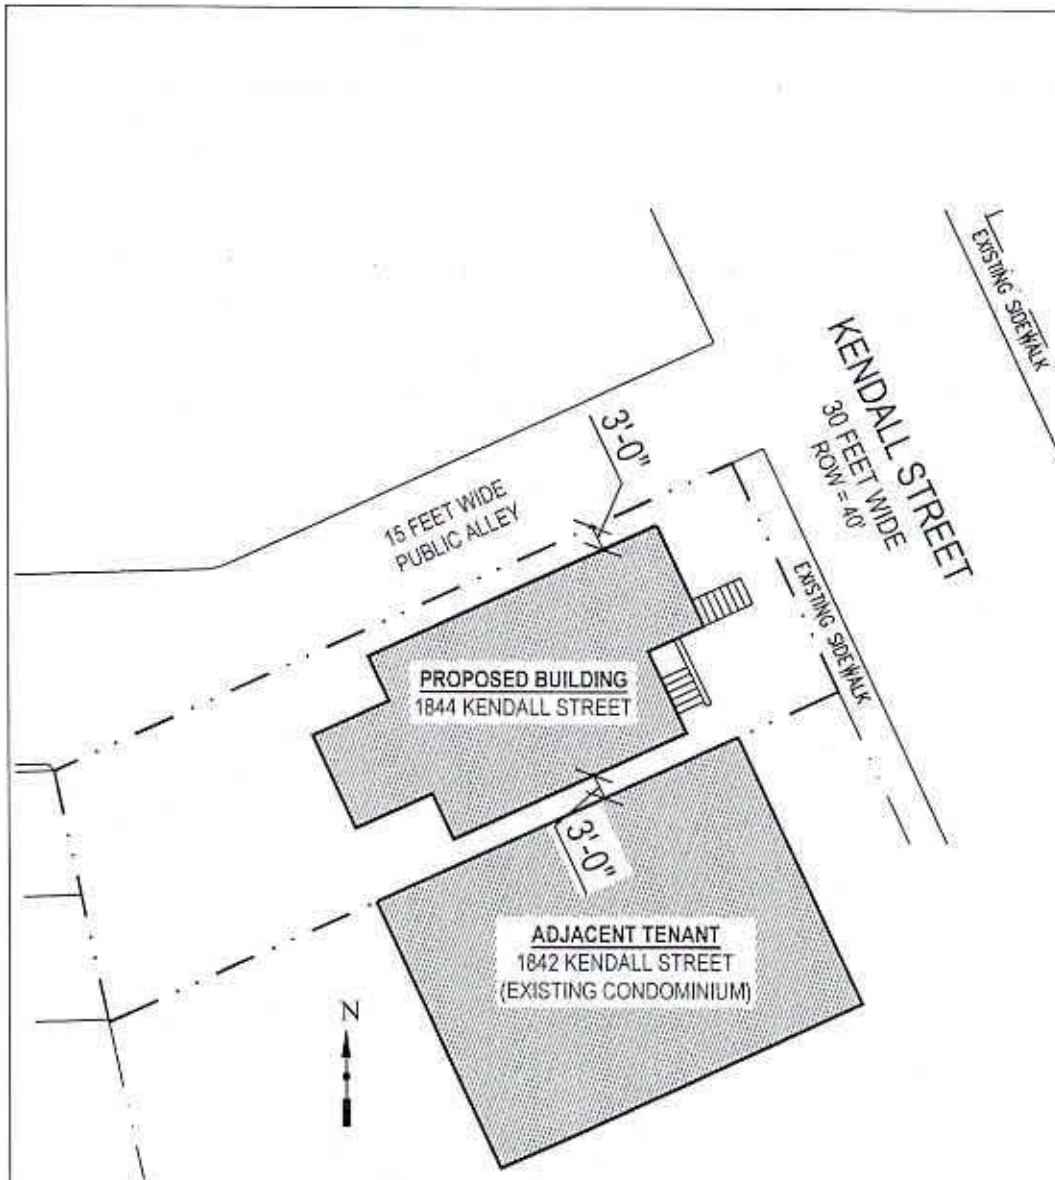 EXISTING SIDEWALK
KENDALL STREET
30 FEET WIDE
ROW = 40'
3'-0"
15 FEET WIDE
PUBLIC ALLEY
EXISTING SIDEWALK
PROPOSED BUILDING
1844 KENDALL STREET
3'-0"
ADJACENT TENANT
1842 KENDALL STREET
(EXISTING CONDOMINIUM)
N